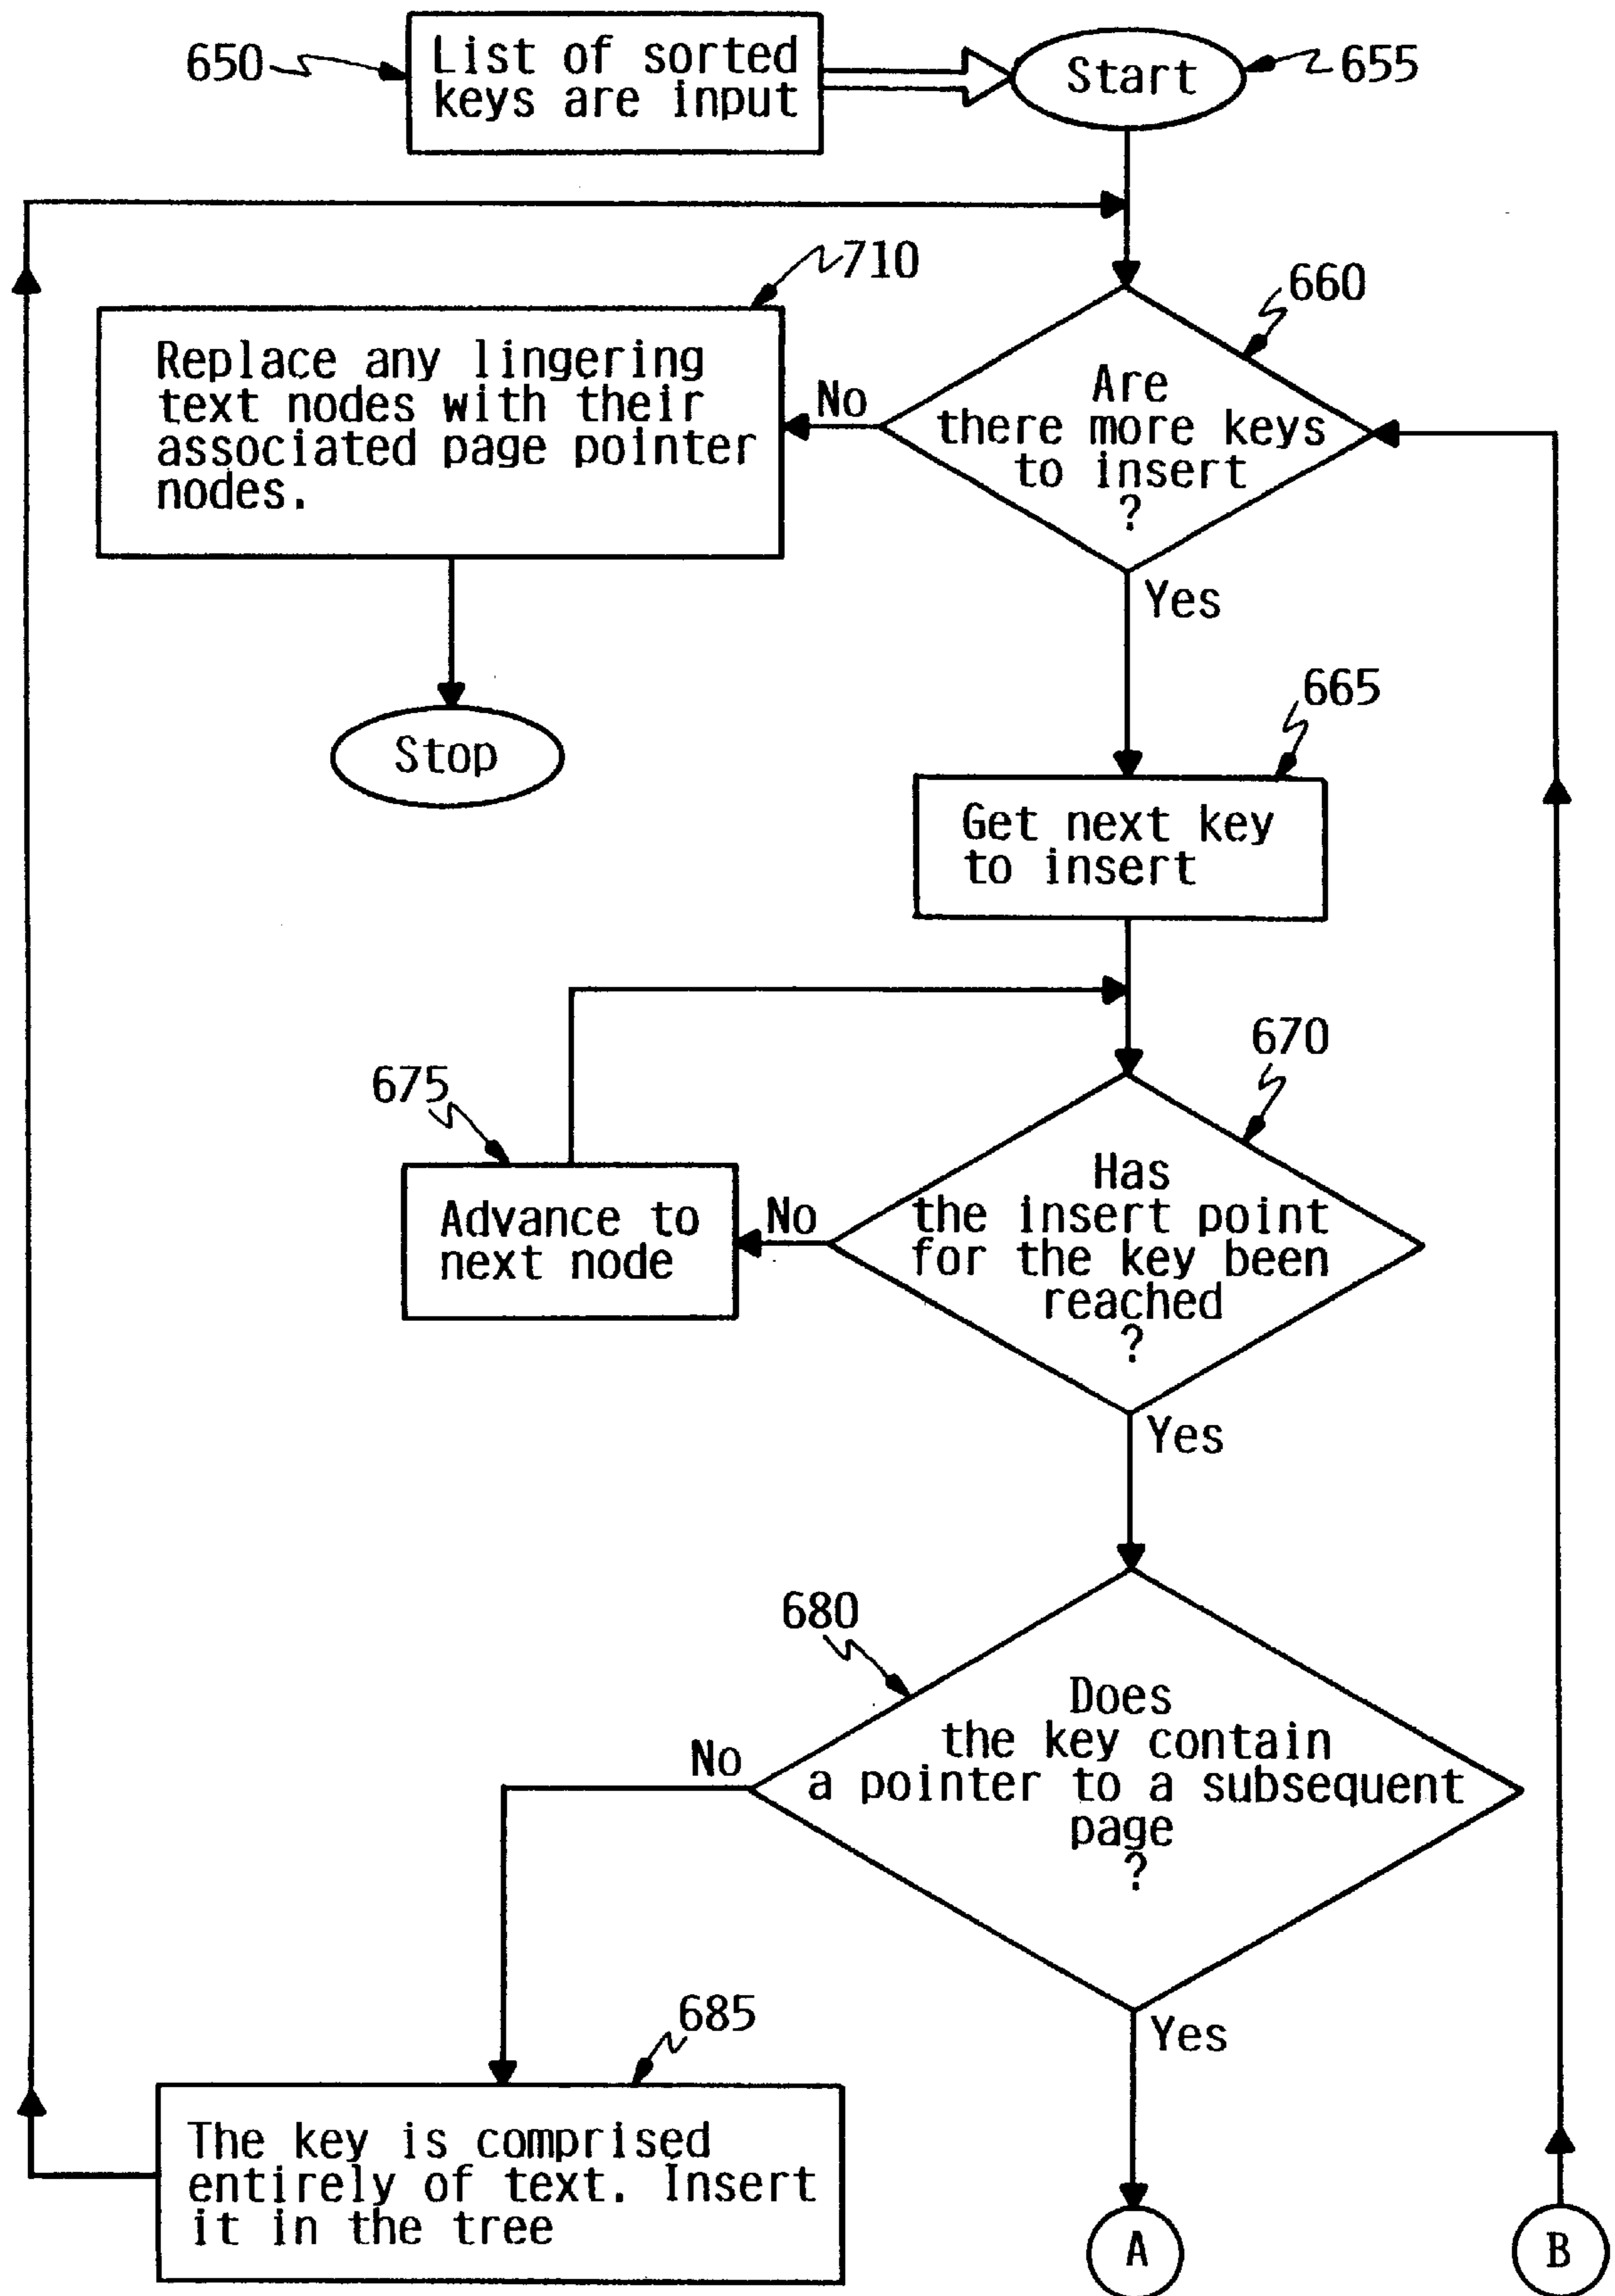 650
List of sorted
keys are input
Start
655
710
Replace any lingering
text nodes with their
associated page pointer
nodes.
No
660
Are
there more keys
to insert
?
Yes
Stop
665
Get next key
to insert
675
Advance to
next node
No
670
Has
the insert point
for the key been
reached
?
Yes
680
Does
the key contain
a pointer to a subsequent
page
?
No
Yes
685
The key is comprised
entirely of text. Insert
it in the tree
A
B